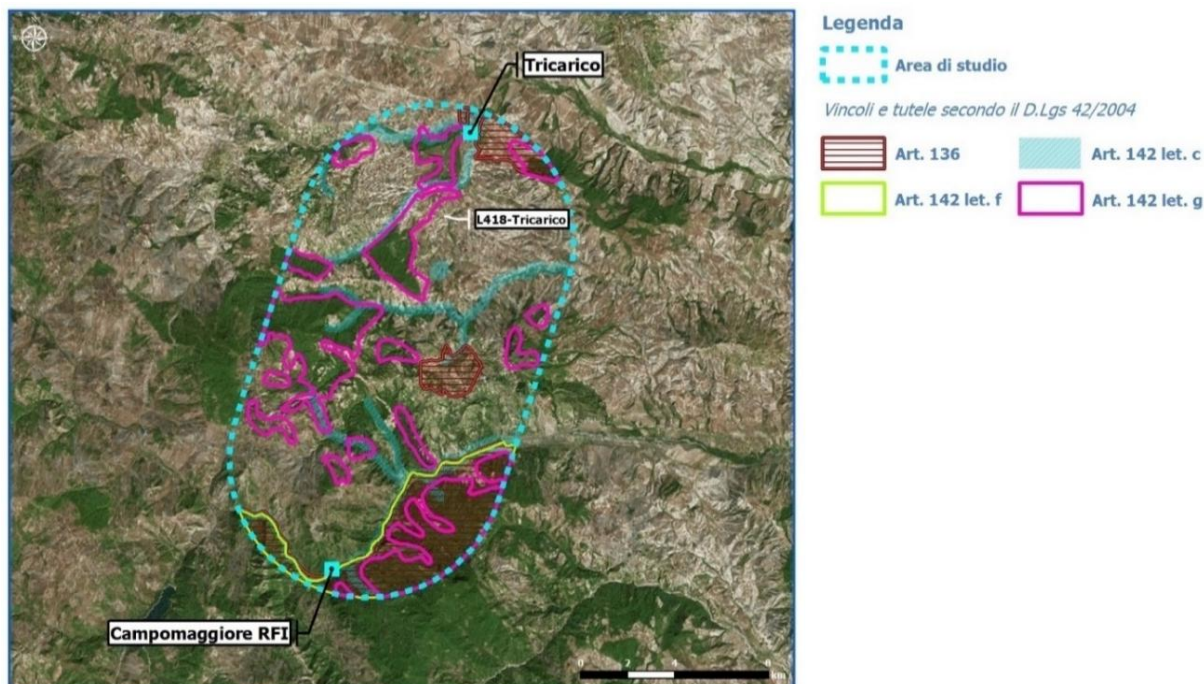 Tricarico
L418-Tricarico
Campomaggiore RFI
0 2 4 8
km
Legenda
Area di studio
Vincoli e tutele secondo il D.Lgs 42/2004
Art. 136
Art. 142 let. c
Art. 142 let. f
Art. 142 let. g